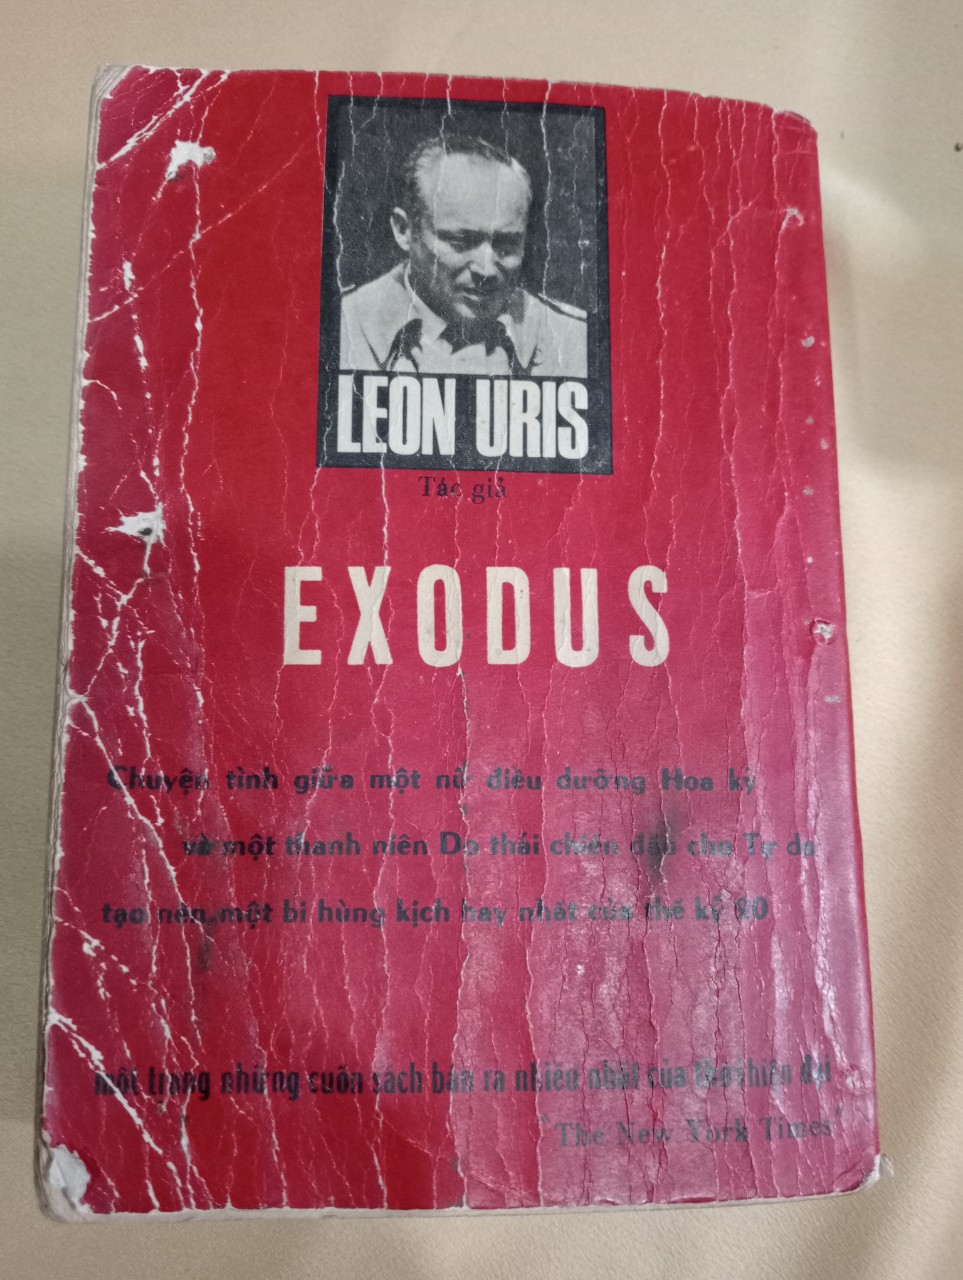 LEON URIS
Tác giả
EXODUS
Chuyện tình giữa một nữ điều dưỡng Hoa kỳ
và một thanh niên Do thái chiến đấu cho Tự do
tạo nên một bi hùng kịch hay nhất của thế kỷ 20
một trong những cuốn sách bán ra nhiều nhất của thời hiện đại
"The New York Times"